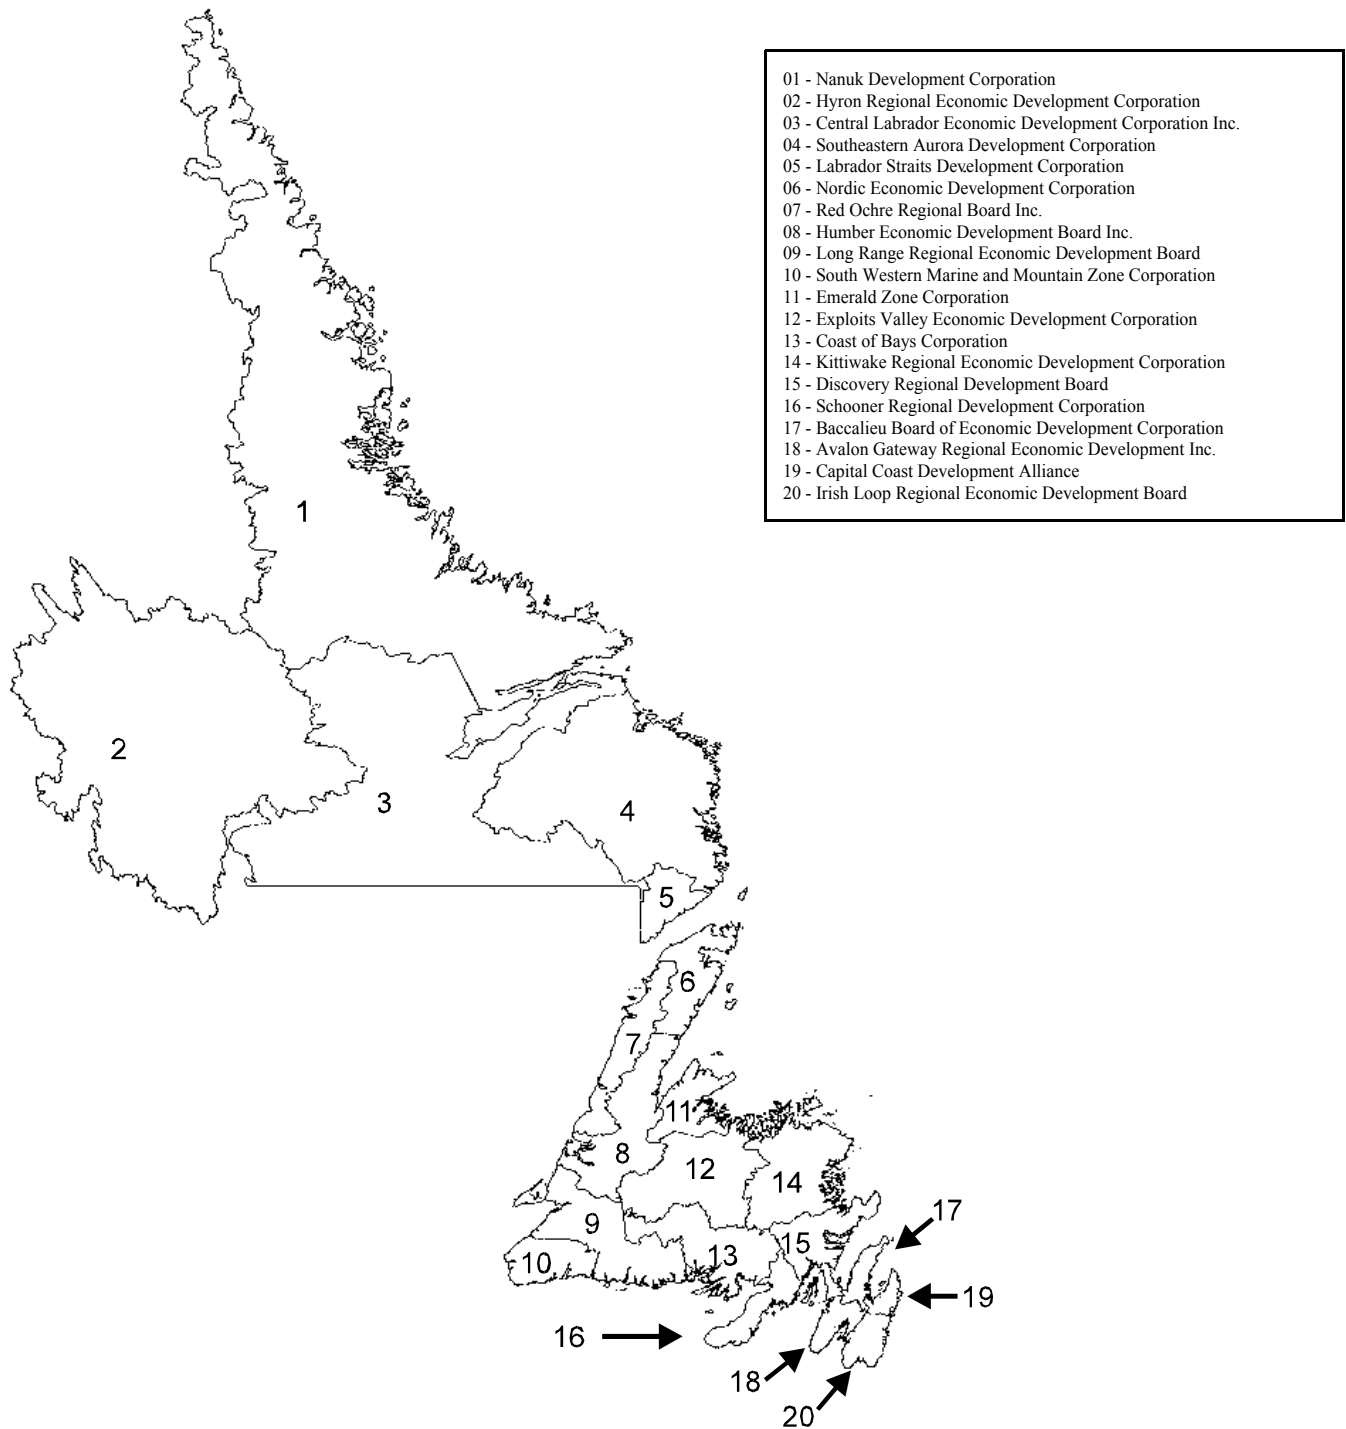 01 - Nanuk Development Corporation
02 - Hyron Regional Economic Development Corporation
03 - Central Labrador Economic Development Corporation Inc.
04 - Southeastern Aurora Development Corporation
05 - Labrador Straits Development Corporation
06 - Nordic Economic Development Corporation
07 - Red Ochre Regional Board Inc.
08 - Humber Economic Development Board Inc.
09 - Long Range Regional Economic Development Board
10 - South Western Marine and Mountain Zone Corporation
11 - Emerald Zone Corporation
12 - Exploits Valley Economic Development Corporation
13 - Coast of Bays Corporation
14 - Kittiwake Regional Economic Development Corporation
15 - Discovery Regional Development Board
16 - Schooner Regional Development Corporation
17 - Baccalieu Board of Economic Development Corporation
18 - Avalon Gateway Regional Economic Development Inc.
19 - Capital Coast Development Alliance
20 - Irish Loop Regional Economic Development Board
1
2
3
4
5
6
7
11
8
12
14
17
9
15
10
13
19
16
18
20